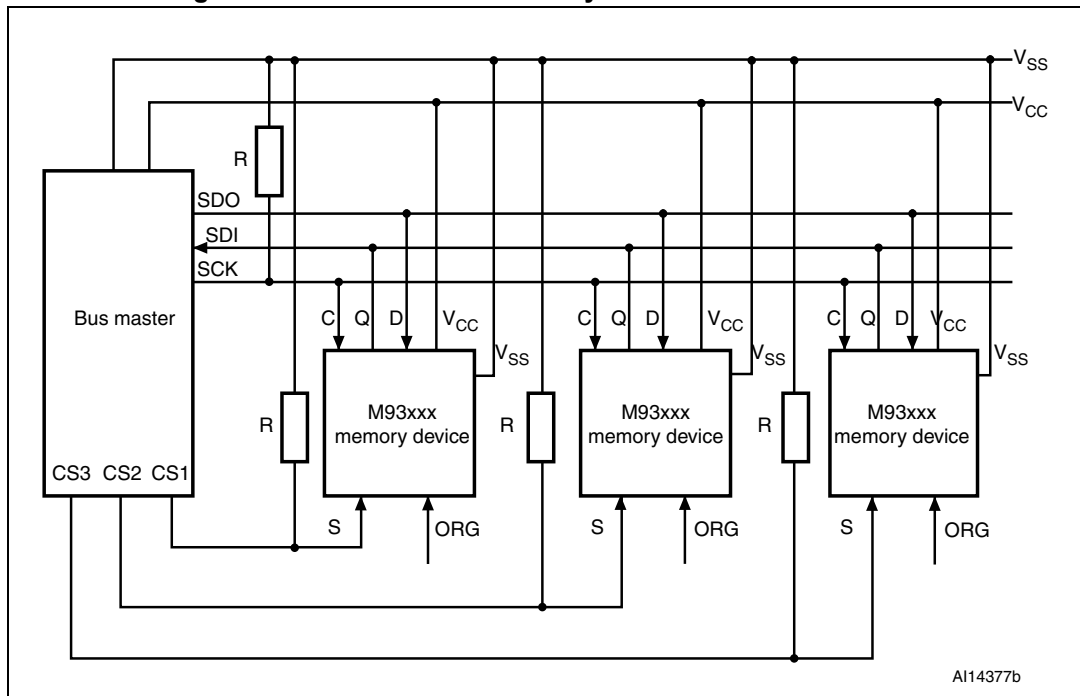 VSS
VCC
R
SDO
SDI
SCK
Bus master
C Q D VCC
VSS
C Q D VCC
VSS
C Q D VCC
VSS
R
M93xxx
memory device
R
M93xxx
memory device
R
M93xxx
memory device
CS3 CS2 CS1
S ORG
S ORG
S ORG
AI14377b